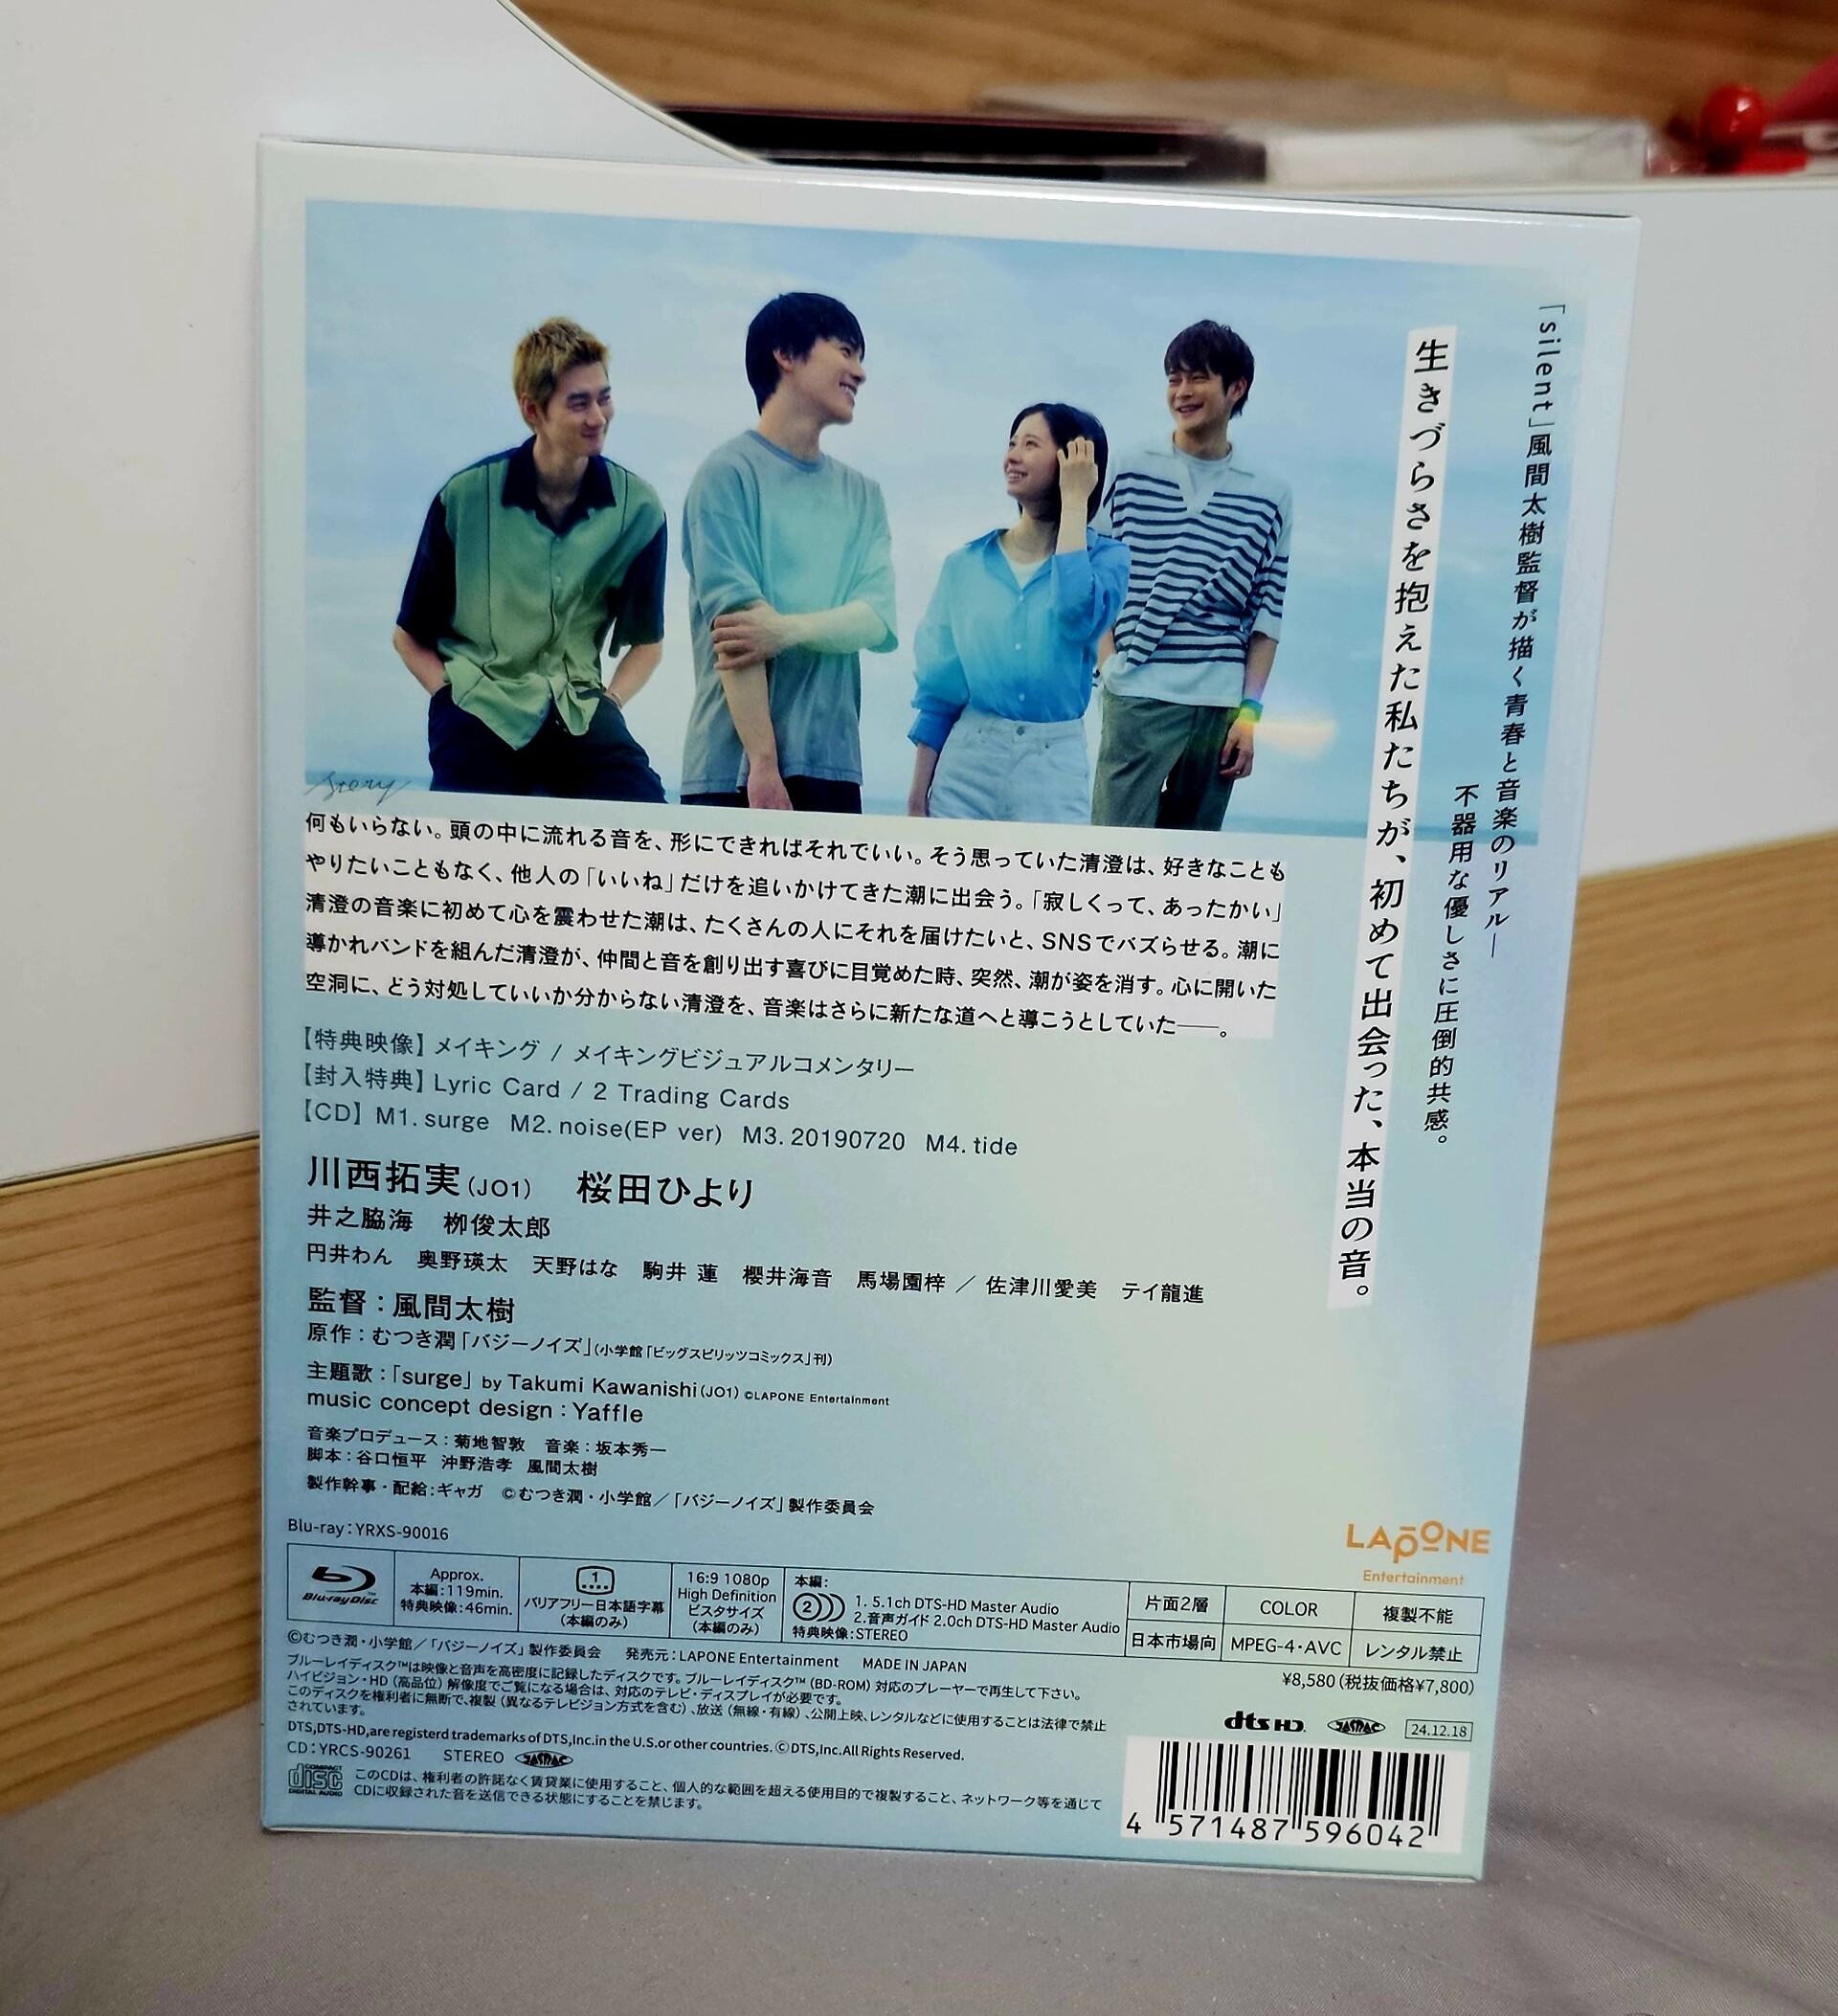 「silent」風間太樹監督が描く青春と音楽のリアル―
不器用な優しさに圧倒的共感。
生きづらさを抱えた私たちが、初めて出会った、本当の音。
Story
何もいらない。頭の中に流れる音を、形にできればそれでいい。そう思っていた清澄は、好きなことも
やりたいこともなく、他人の「いいね」だけを追いかけてきた潮に出会う。「寂しくって、あったかい」
清澄の音楽に初めて心を震わせた潮は、たくさんの人にそれを届けたいと、SNSでバズらせる。潮に
導かれバンドを組んだ清澄が、仲間と音を創り出す喜びに目覚めた時、突然、潮が姿を消す。心に開いた
空洞に、どう対処していいか分からない清澄を、音楽はさらに新たな道へと導こうとしていた――。
【特典映像】メイキング / メイキングビジュアルコメンタリー
【封入特典】Lyric Card / 2 Trading Cards
【CD】M1. surge M2. noise(EP ver) M3. 20190720 M4. tide
川西拓実(JO1) 桜田ひより
井之脇海 栁俊太郎
円井わん 奥野瑛太 天野はな 駒井 蓮 櫻井海音 馬場園梓 / 佐津川愛美 テイ龍進
監督：風間太樹
原作：むつき潤「バジーノイズ」(小学館「ビッグスピリッツコミックス」刊)
主題歌：「surge」 by Takumi Kawanishi(JO1) ©LAPONE Entertainment
music concept design : Yaffle
音楽プロデュース：菊地智敦 音楽：坂本秀一
脚本：谷口恒平 沖野浩孝 風間太樹
製作幹事・配給：ギャガ ©むつき潤・小学館/「バジーノイズ」製作委員会
LAPONE
Entertainment
Blu-ray：YRXS-90016
Blu-ray Disc™
Approx.
本編：119min.
特典映像：46min.
1
バリアフリー日本語字幕
(本編のみ)
16:9 1080p
High Definition
ビスタサイズ
(本編のみ)
本編：
2
1. 5.1ch DTS-HD Master Audio
2.音声ガイド 2.0ch DTS-HD Master Audio
特典映像：STEREO
片面2層 COLOR 複製不能
日本市場向 MPEG-4・AVC レンタル禁止
©むつき潤・小学館/「バジーノイズ」製作委員会 発売元：LAPONE Entertainment MADE IN JAPAN
¥8,580(税抜価格¥7,800)
ブルーレイディスク™は映像と音声を高密度に記録したディスクです。ブルーレイディスク™ (BD-ROM) 対応のプレーヤーで再生して下さい。
ハイビジョン・HD (高品位) 解像度でご覧になる場合は、対応のテレビ・ディスプレイが必要です。
このディスクを権利者に無断で、複製 (異なるテレビジョン方式を含む) 、放送 (無線・有線) 、公開上映、レンタルなどに使用することは法律で禁止
されています。
DTS,DTS-HD,are registerd trademarks of DTS,Inc.in the U.S.or other countries. ©DTS,Inc.All Rights Reserved.
dts HD JASRAC 24.12.18
CD：YRCS-90261 STEREO JASRAC
COMPACT
disc
DIGITAL AUDIO
このCDは、権利者の許諾なく賃貸業に使用すること、個人的な範囲を超える使用目的で複製すること、ネットワーク等を通じて
CDに収録された音を送信できる状態にすることを禁じます。
4 571487 596042